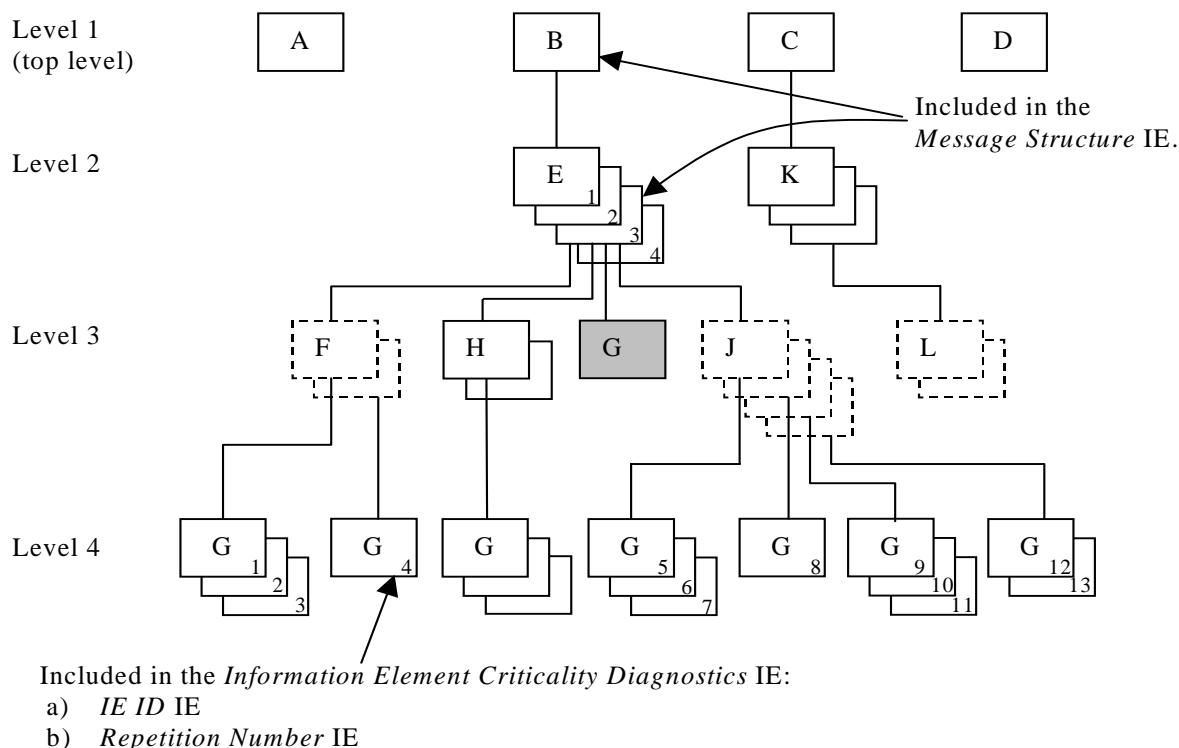 Level 1
(top level)
A
B
C
D
Included in the
Message Structure IE.
Level 2
E
1
2
3
4
K
Level 3
F
H
G
J
L
Level 4
G
1
2
3
G
4
G
G
5
6
7
G
8
G
9
10
11
G
12
13
Included in the Information Element Criticality Diagnostics IE:
a) IE ID IE
b) Repetition Number IE